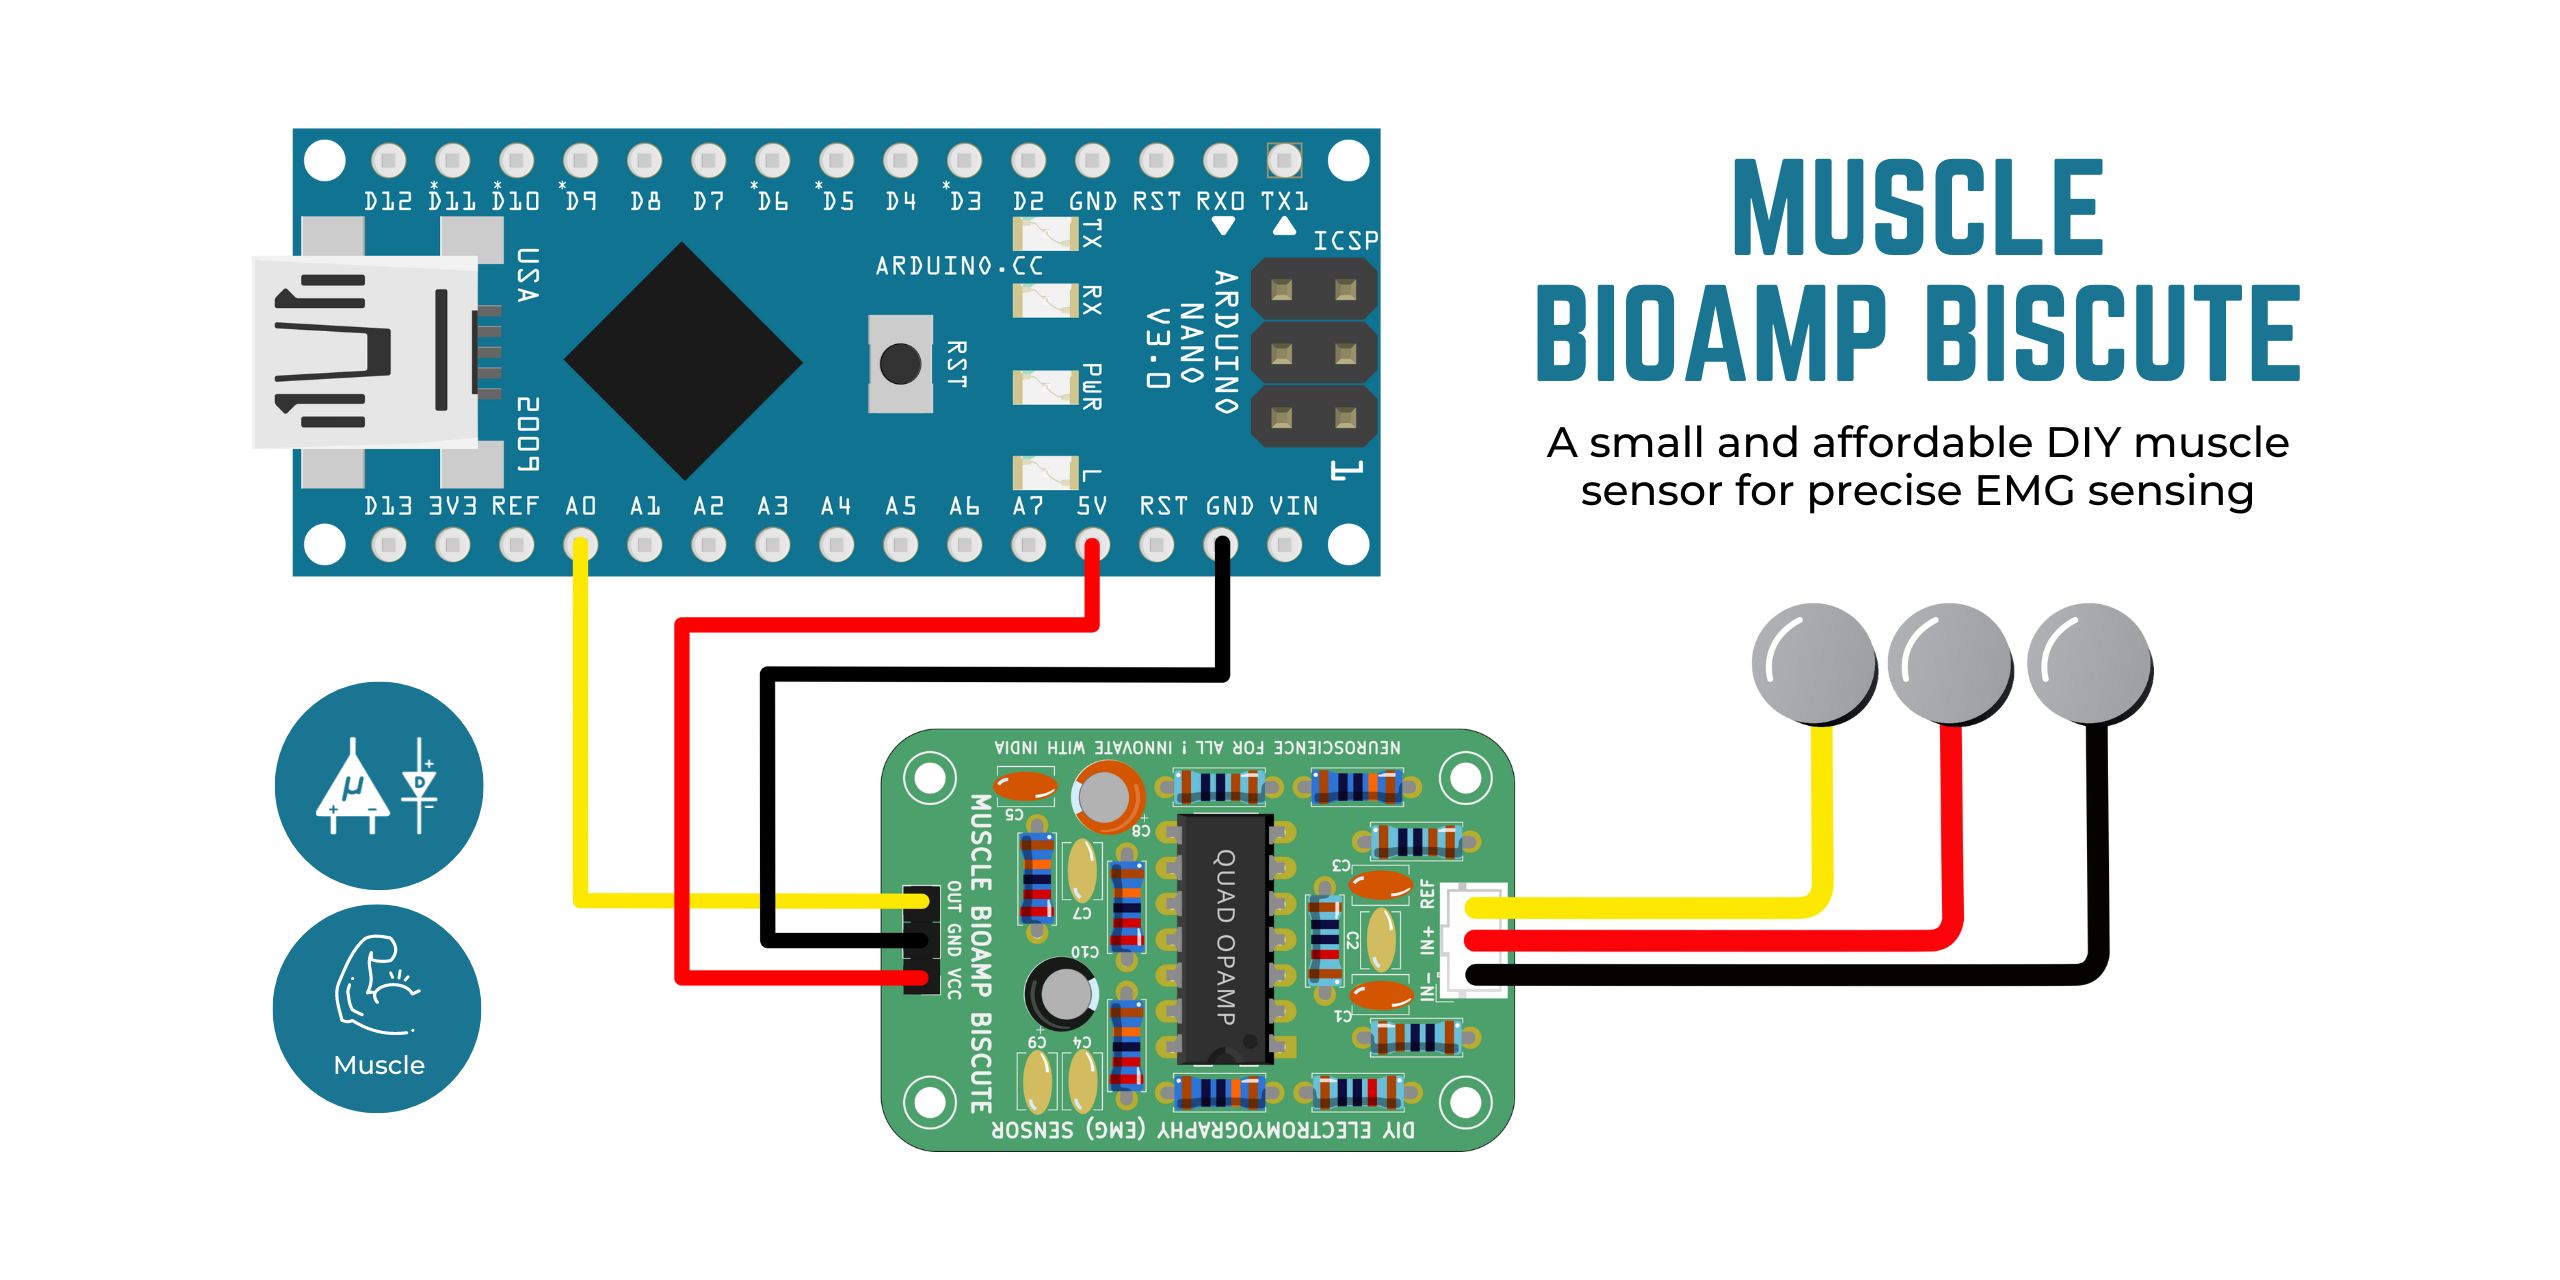 MUSCLE
BIOAMP BISCUTE
A small and affordable DIY muscle
sensor for precise EMG sensing
D12 *D11 *D10 *D9 D8 D7 *D6 *D5 D4 *D3 D2 GND RST RX0 TX1
ICSP
USA
2009
ARDUINO.CC
RST
TX
RX
PWR
L
ARDUINO
NANO
V3.0
1
D13 3V3 REF A0 A1 A2 A3 A4 A5 A6 A7 5V RST GND VIN
μ
+ -
+
D
-
Muscle
NEUROSCIENCE FOR ALL ! INNOVATE WITH INDIA
MUSCLE BIOAMP BISCUTE
OUT GND VCC
C5
C8
+
C7
C10
C9
+
C4
QUAD OPAMP
C3
C2
C1
REF
IN+
IN-
DIY ELECTROMYOGRAPHY (EMG) SENSOR